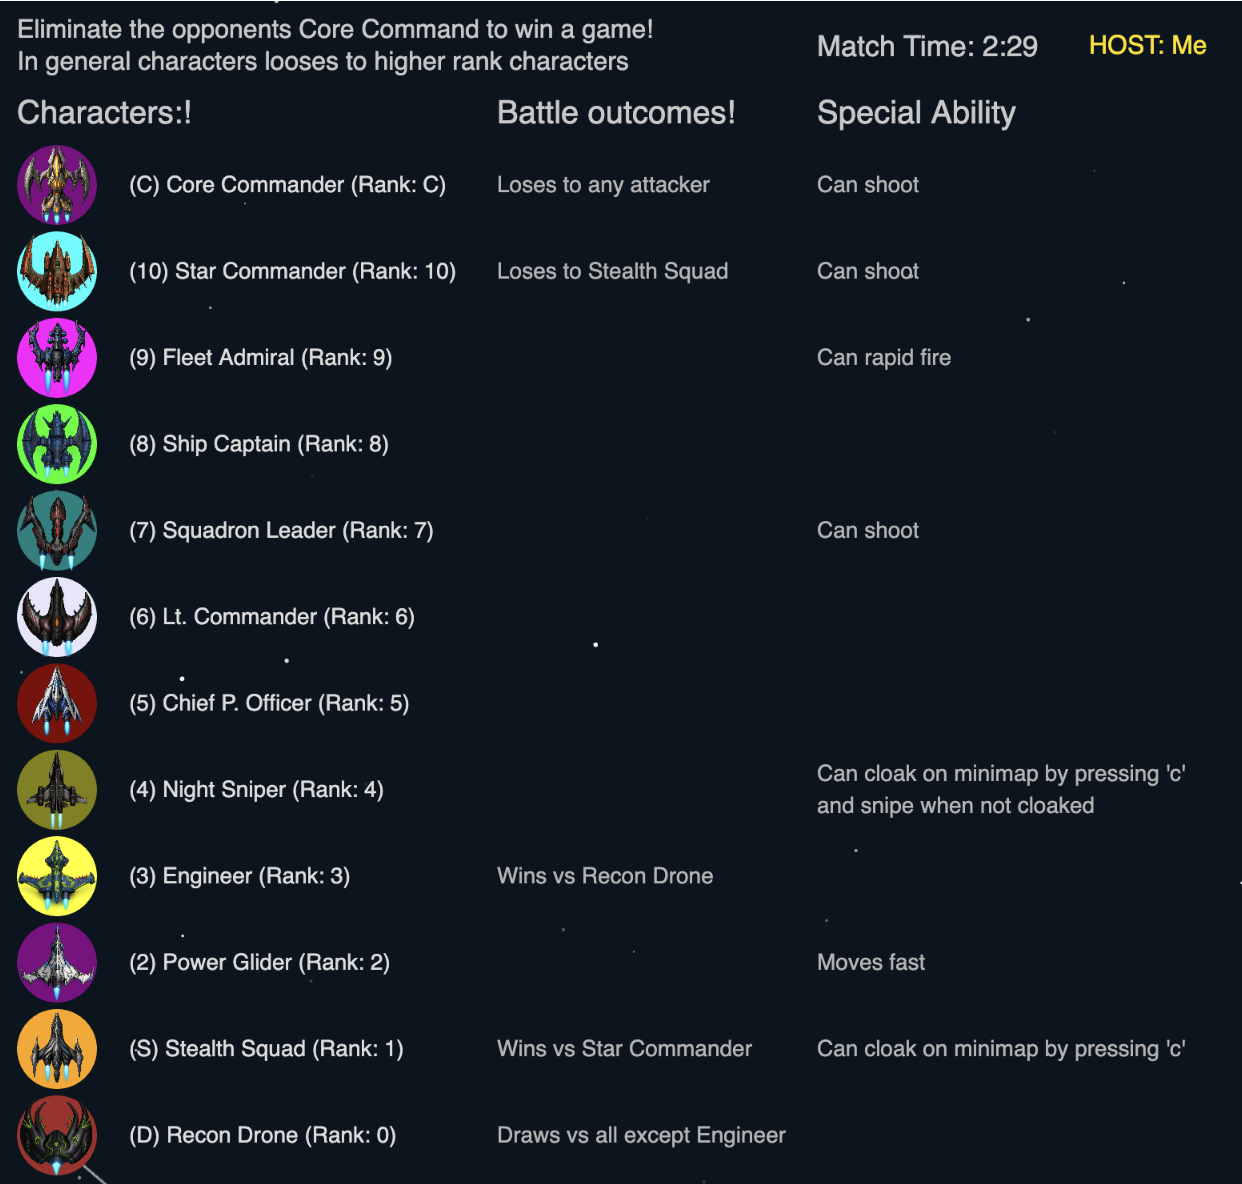 Eliminate the opponents Core Command to win a game!
In general characters looses to higher rank characters
Match Time: 2:29
HOST: Me
Characters:!
Battle outcomes!
Special Ability
(C) Core Commander (Rank: C)
Loses to any attacker
Can shoot
(10) Star Commander (Rank: 10)
Loses to Stealth Squad
Can shoot
(9) Fleet Admiral (Rank: 9)
Can rapid fire
(8) Ship Captain (Rank: 8)
(7) Squadron Leader (Rank: 7)
Can shoot
(6) Lt. Commander (Rank: 6)
(5) Chief P. Officer (Rank: 5)
(4) Night Sniper (Rank: 4)
Can cloak on minimap by pressing 'c'
and snipe when not cloaked
(3) Engineer (Rank: 3)
Wins vs Recon Drone
(2) Power Glider (Rank: 2)
Moves fast
(S) Stealth Squad (Rank: 1)
Wins vs Star Commander
Can cloak on minimap by pressing 'c'
(D) Recon Drone (Rank: 0)
Draws vs all except Engineer